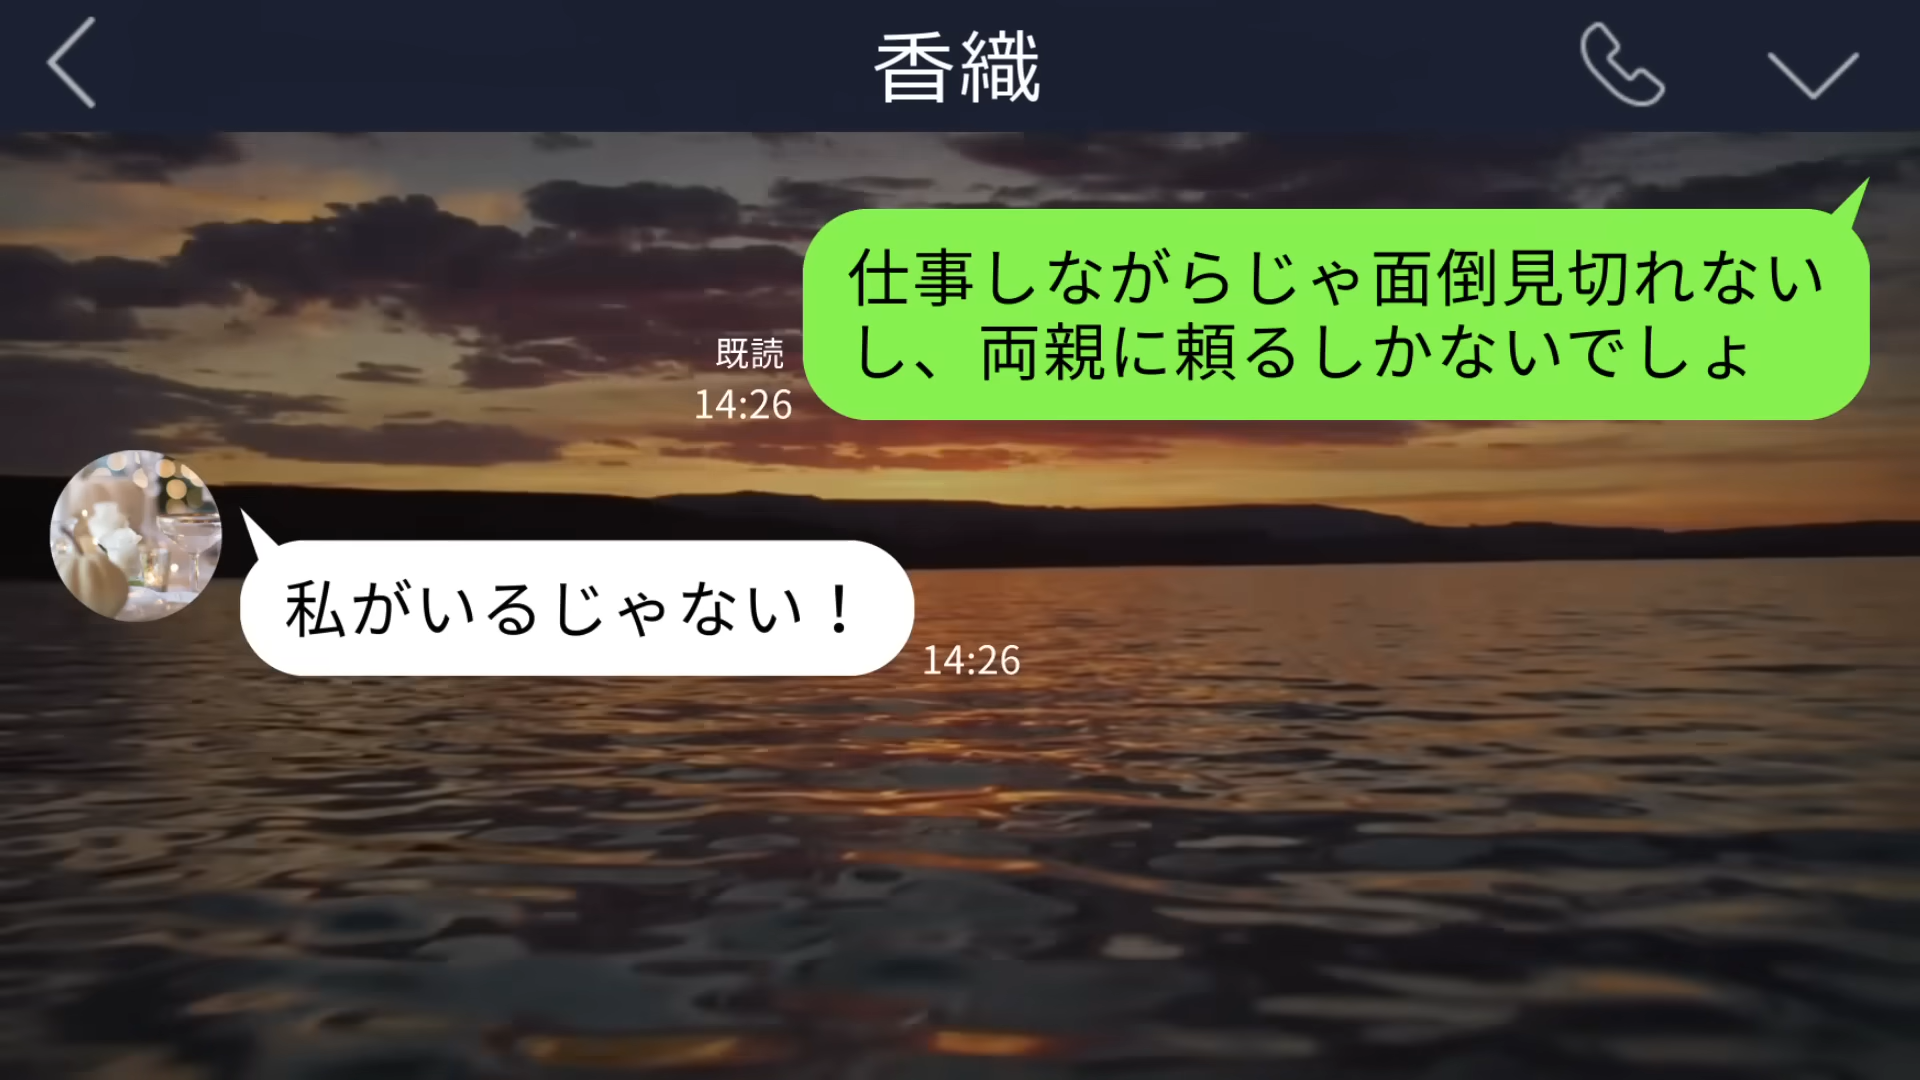 香織
仕事しながらじゃ面倒見切れない
し、両親に頼るしかないでしょ
既読
14:26
私がいるじゃない！
14:26